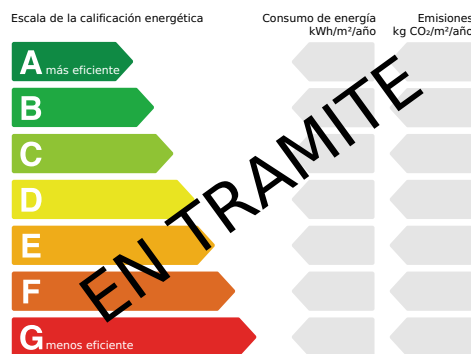 Escala de la calificación energética
Consumo de energía
kWh/m²/año
Emisiones
kg CO₂/m²/año
A más eficiente
B
C
D
E
F
G menos eficiente
EN TRAMITE